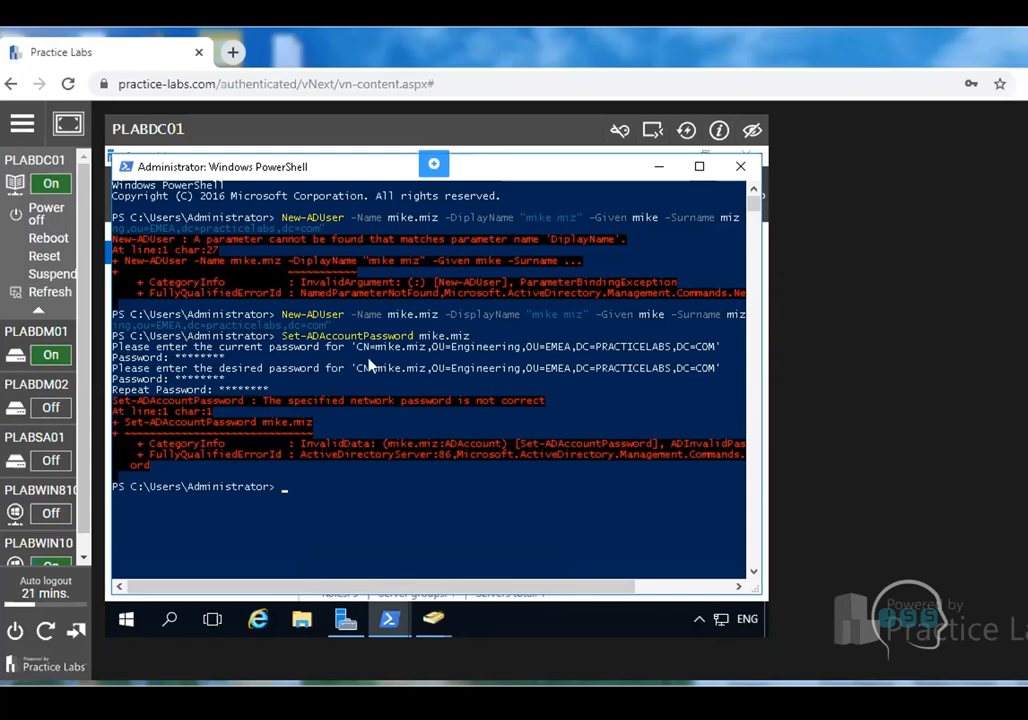 Practice Labs
practice-labs.com/authenticated/vNext/vn-content.aspx#
PLABDC01
On
Power off
Reboot
Reset
Suspend
Refresh
PLABDM01
On
PLABDM02
Off
PLABSA01
Off
PLABWIN810
Off
PLABWIN10
On
Auto logout
21 mins.
Powered by
Practice Labs
PLABDC01
Administrator: Windows PowerShell
Windows PowerShell
Copyright (C) 2016 Microsoft Corporation. All rights reserved.
PS C:\Users\Administrator> New-ADUser -Name mike.miz -DiplayName "mike miz" -Given mike -Surname miz
ing,ou=EMEA,dc=practicelabs,dc=com"
New-ADUser : A parameter cannot be found that matches parameter name 'DiplayName'.
At line:1 char:27
+ New-ADUser -Name mike.miz -DiplayName "mike miz" -Given mike -Surname ...
+ ~~~~~~~~~~~
+ CategoryInfo : InvalidArgument: (:) [New-ADUser], ParameterBindingException
+ FullyQualifiedErrorId : NamedParameterNotFound,Microsoft.ActiveDirectory.Management.Commands.Ne
PS C:\Users\Administrator> New-ADUser -Name mike.miz -DisplayName "mike miz" -Given mike -Surname miz
ing,ou=EMEA,dc=practicelabs,dc=com"
PS C:\Users\Administrator> Set-ADAccountPassword mike.miz
Please enter the current password for 'CN=mike.miz,OU=Engineering,OU=EMEA,DC=PRACTICELABS,DC=COM'
Password: ********
Please enter the desired password for 'CN=mike.miz,OU=Engineering,OU=EMEA,DC=PRACTICELABS,DC=COM'
Password: ********
Repeat Password: ********
Set-ADAccountPassword : The specified network password is not correct
At line:1 char:1
+ Set-ADAccountPassword mike.miz
+ ~~~~~~~~~~~~~~~~~~~~~~~~~~~~~~
+ CategoryInfo : InvalidData: (mike.miz:ADAccount) [Set-ADAccountPassword], ADInvalidPas
+ FullyQualifiedErrorId : ActiveDirectoryServer:86,Microsoft.ActiveDirectory.Management.Commands.
ord
PS C:\Users\Administrator> _
ENG
Powered by
Practice La